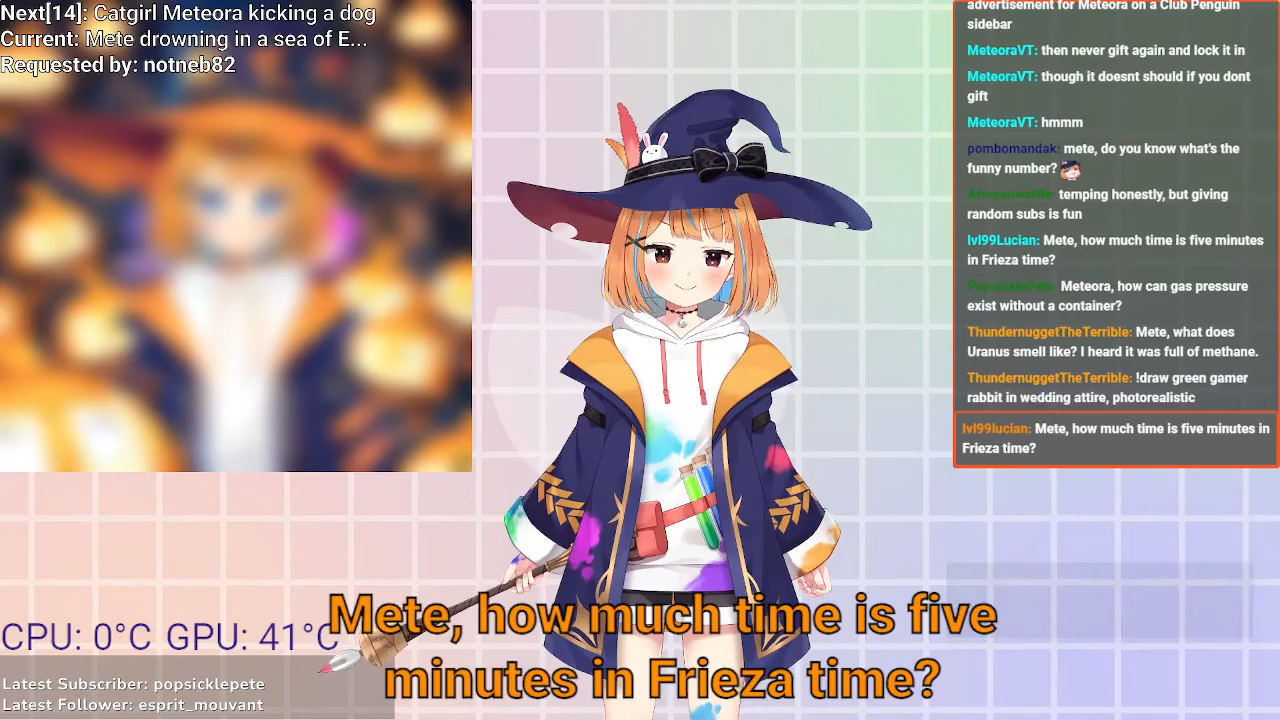 Next[14]: Catgirl Meteora kicking a dog
Current: Mete drowning in a sea of E...
Requested by: notneb82
advertisement for Meteora on a Club Penguin
sidebar
MeteoraVT: then never gift again and lock it in
MeteoraVT: though it doesnt should if you dont
gift
MeteoraVT: hmmm
pombomandak: mete, do you know what's the
funny number?
temping honestly, but giving
random subs is fun
lvl99Lucian: Mete, how much time is five minutes
in Frieza time?
PopsicklePete: Meteora, how can gas pressure
exist without a container?
ThundernuggetTheTerrible: Mete, what does
Uranus smell like? I heard it was full of methane.
ThundernuggetTheTerrible: !draw green gamer
rabbit in wedding attire, photorealistic
lvl99lucian: Mete, how much time is five minutes in
Frieza time?
Mete, how much time is five
minutes in Frieza time?
CPU: 0°C GPU: 41°C
Latest Subscriber: popsicklepete
Latest Follower: esprit_mouvant